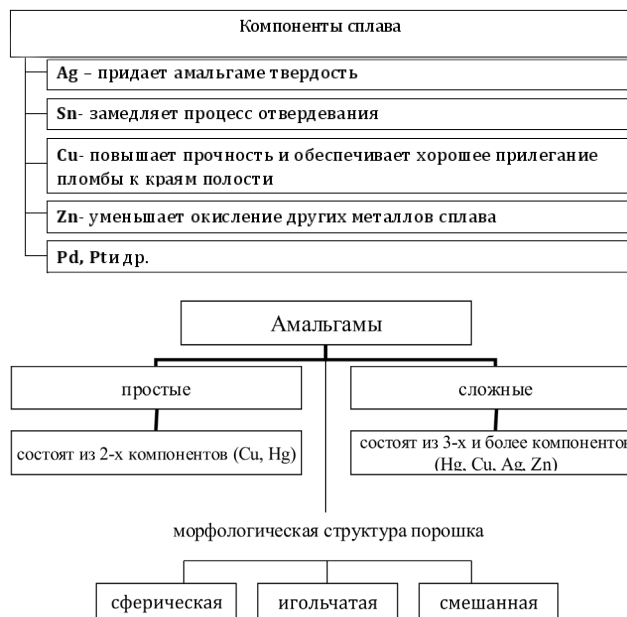 Компоненты сплава
Ag – придает амальгаме твердость
Sn- замедляет процесс отвердевания
Cu- повышает прочность и обеспечивает хорошее прилегание
пломбы к краям полости
Zn- уменьшает окисление других металлов сплава
Pd, Ptи др.
Амальгамы
простые
сложные
состоят из 2-х компонентов (Cu, Hg)
состоят из 3-х и более компонентов
(Hg, Cu, Ag, Zn)
морфологическая структура порошка
сферическая
игольчатая
смешанная